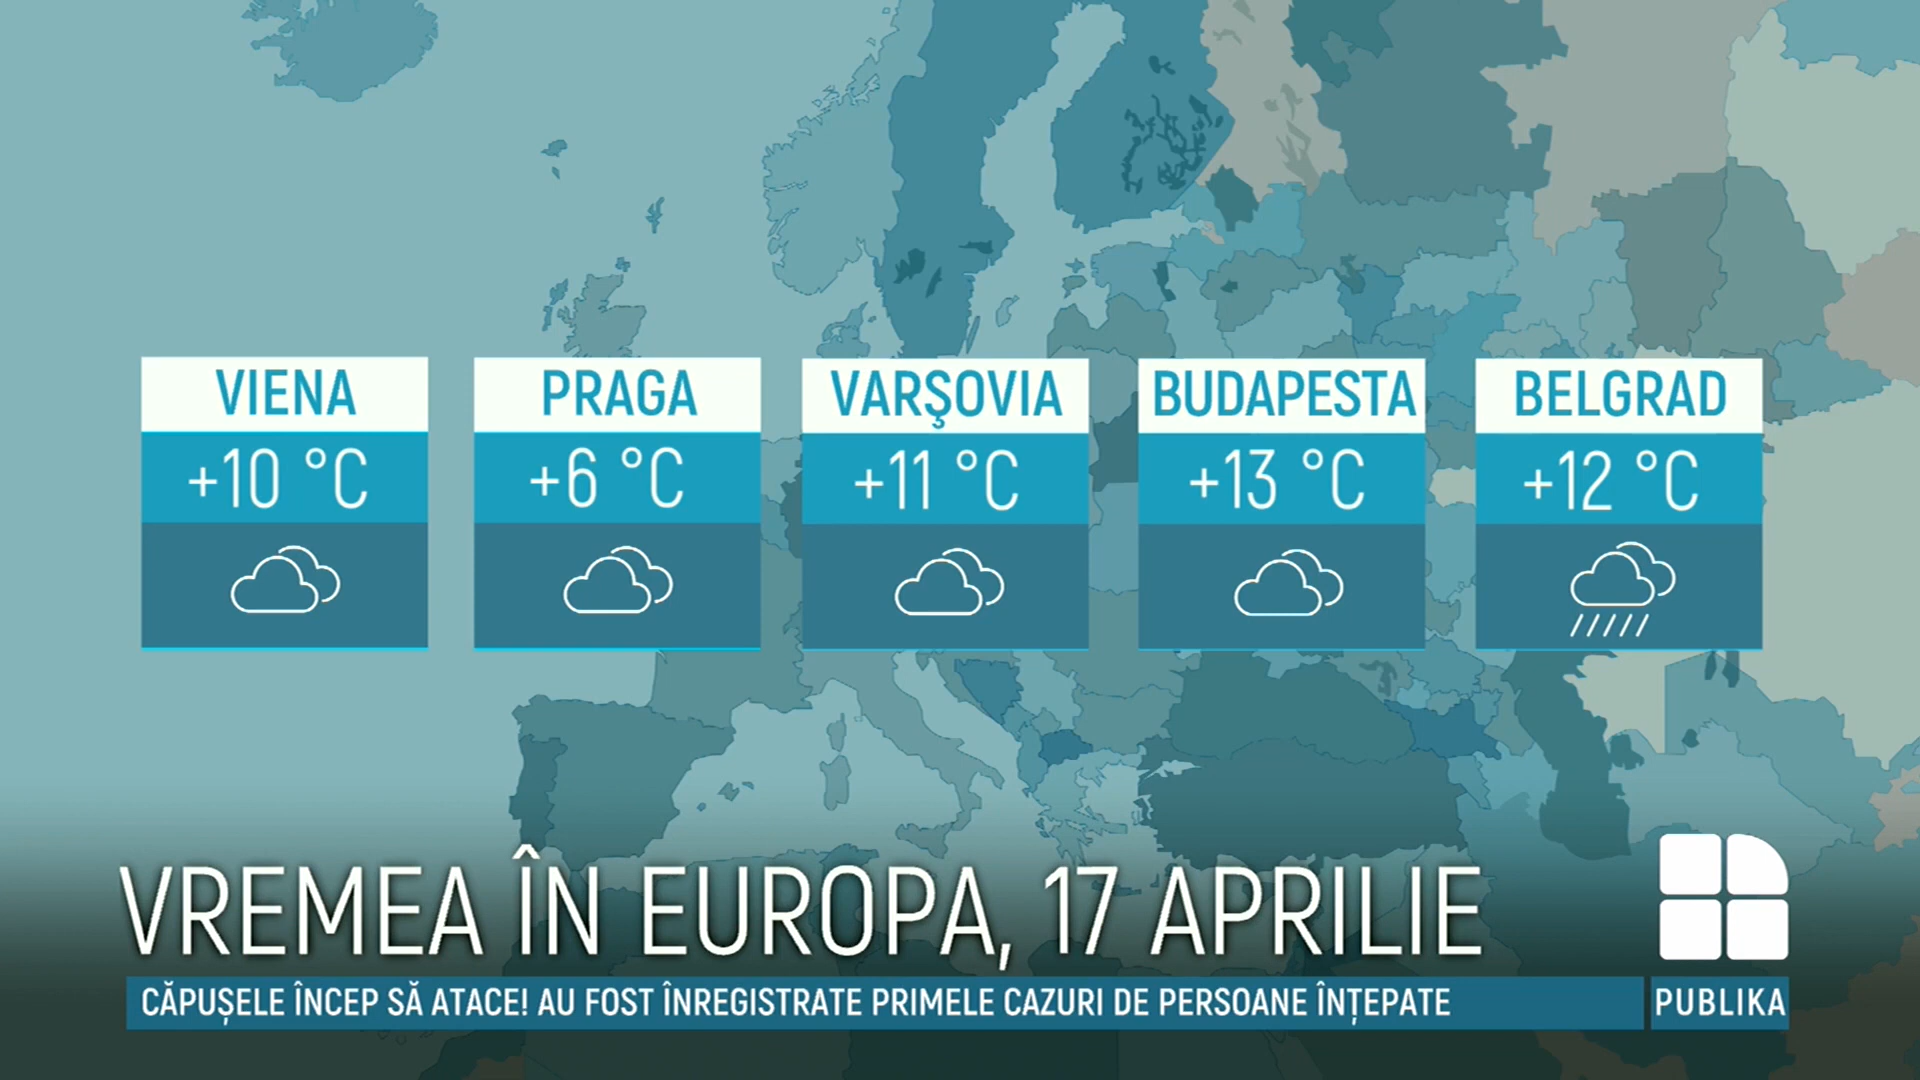 VIENA
+10 °C
PRAGA
+6 °C
VARŞOVIA
+11 °C
BUDAPESTA
+13 °C
BELGRAD
+12 °C
VREMEA ÎN EUROPA, 17 APRILIE
CĂPUȘELE ÎNCEP SĂ ATACE! AU FOST ÎNREGISTRATE PRIMELE CAZURI DE PERSOANE ÎNȚEPATE
PUBLIKA